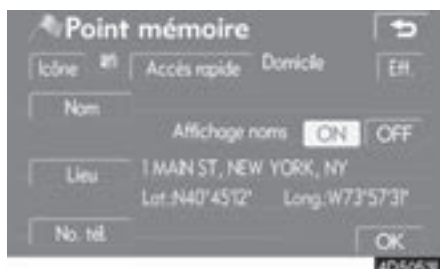 Point mémoire
Icône Accès rapide Domicile Eff.
Nom
Affichage noms ON OFF
Lieu 1 MAIN ST, NEW YORK, NY
Lat.:N40°45'12" Long.:W73°57'31"
No. tél. OK
4D5053F